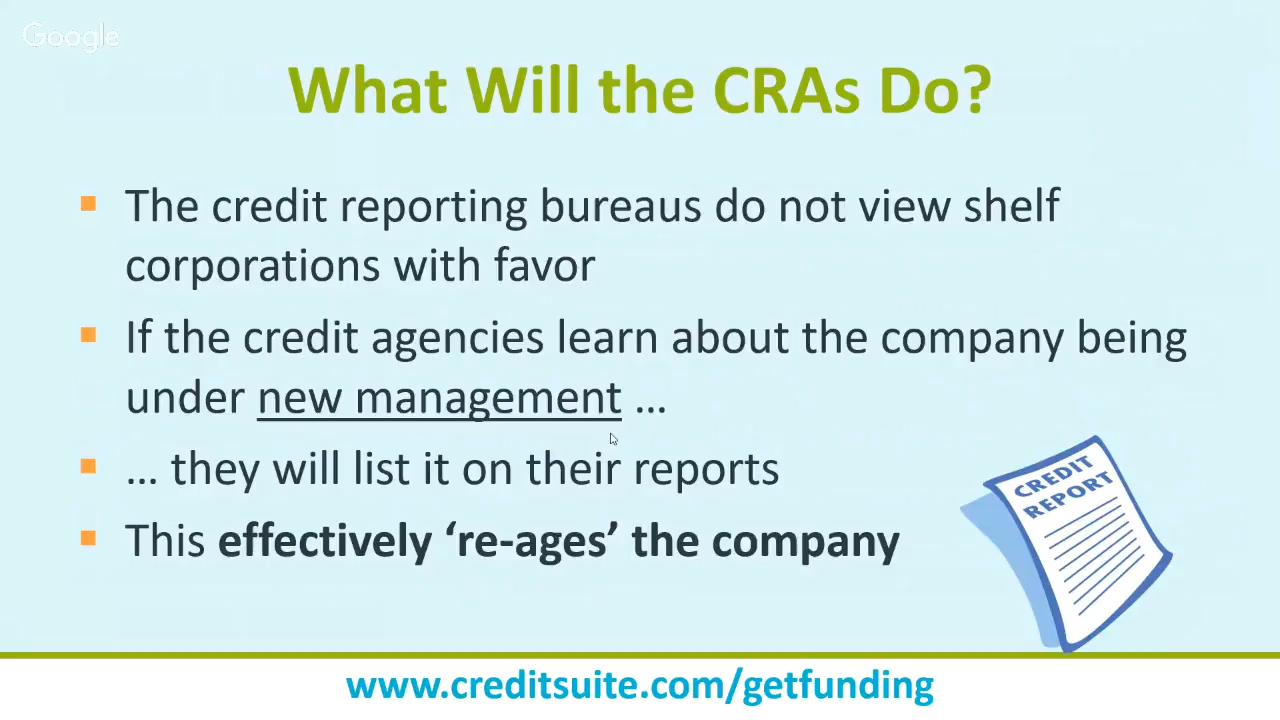 Google
What Will the CRAs Do?
The credit reporting bureaus do not view shelf
corporations with favor
If the credit agencies learn about the company being
under new management ...
... they will list it on their reports
This effectively ‘re-ages’ the company
CREDIT
REPORT
www.creditsuite.com/getfunding